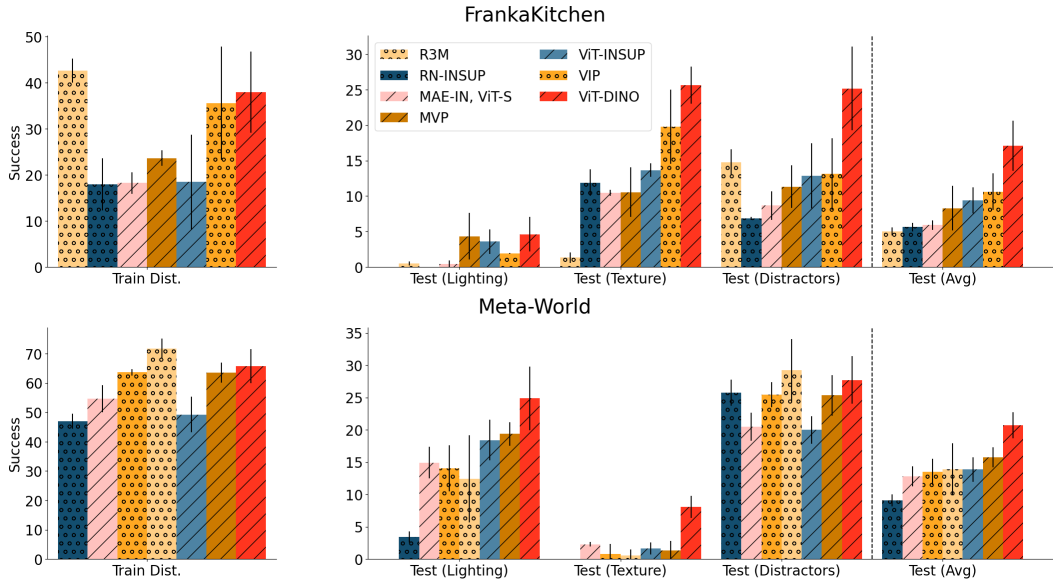 FrankaKitchen
50
40
30
20
10
0
Success
Train Dist.
30
25
20
15
10
5
0
R3M
RN-INSUP
MAE-IN, ViT-S
MVP
ViT-INSUP
VIP
ViT-DINO
Test (Lighting)
Test (Texture)
Test (Distractors)
Test (Avg)
Meta-World
70
60
50
40
30
20
10
0
Success
Train Dist.
35
30
25
20
15
10
5
0
Test (Lighting)
Test (Texture)
Test (Distractors)
Test (Avg)